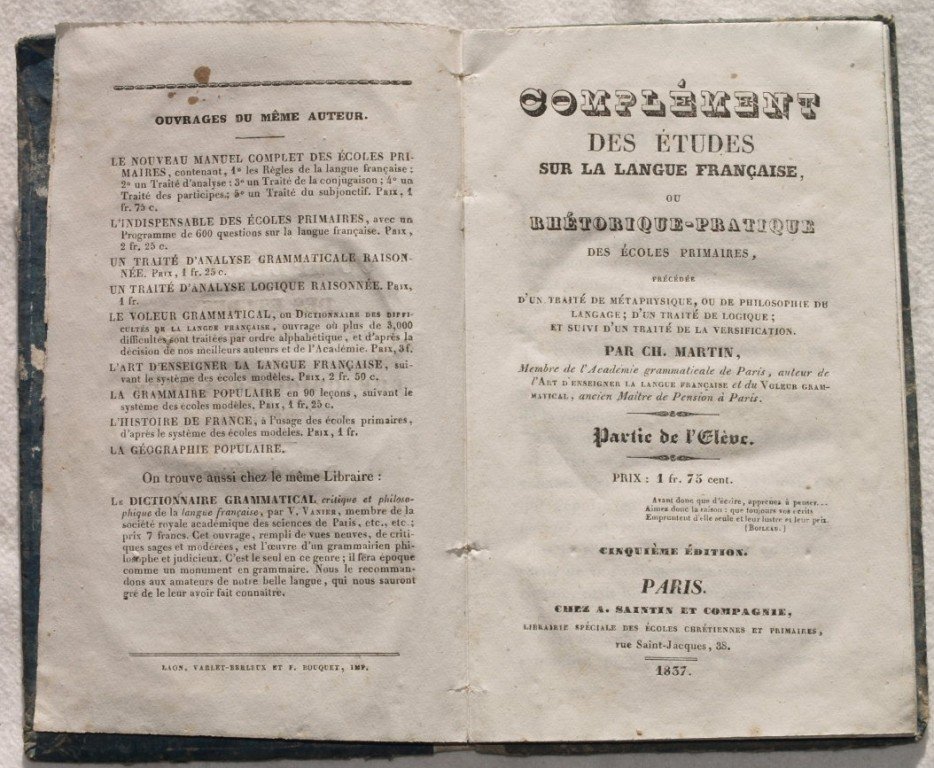 OUVRAGES DU MÊME AUTEUR.
LE NOUVEAU MANUEL COMPLET DES ÉCOLES PRI-
MAIRES, contenant, 1º les Règles de la langue française ;
2º un Traité d'analyse : 3º un Traité de la conjugaison ; 4º un
Traité des participes.; 5º un Traité du subjonctif. PRIX, 1
fr. 75 c.
L'INDISPENSABLE DES ÉCOLES PRIMAIRES, avec un
Programme de 600 questions sur la langue française. PRIX,
2 fr. 25 c.
UN TRAITÉ D'ANALYSE GRAMMATICALE RAISON-
NÉE. PRIX, 1 fr. 25 c.
UN TRAITÉ D'ANALYSE LOGIQUE RAISONNÉE. PRIX,
1 fr.
LE VOLEUR GRAMMATICAL, ou DICTIONNAIRE DES DIFFI-
CULTÉS DE LA LANGUE FRANÇAISE, ouvrage où plus de 3,000
difficultés sont traitées par ordre alphabétique, et d'après la
décision de nos meilleurs auteurs et de l'Académie. PRIX, 3 f.
L'ART D'ENSEIGNER LA LANGUE FRANÇAISE, sui-
vant le système des écoles modèles. PRIX, 2 fr. 50 c.
LA GRAMMAIRE POPULAIRE en 90 leçons, suivant le
système des écoles modèles. PRIX, 1 fr. 25 c.
L'HISTOIRE DE FRANCE, à l'usage des écoles primaires,
d'après le système des écoles modèles. PRIX, 1 fr.
LA GÉOGRAPHIE POPULAIRE.
On trouve aussi chez le même Libraire :
Le DICTIONNAIRE GRAMMATICAL critique et philoso-
phique de la langue française, par V. VANIER, membre de la
société royale académique des sciences de Paris, etc., etc. ;
prix 7 francs. Cet ouvrage, rempli de vues neuves, de criti-
ques sages et modérées, est l'œuvre d'un grammairien phi-
losophe et judicieux. C'est le seul en ce genre ; il fera époque
comme un monument en grammaire. Nous le recomman-
dons aux amateurs de notre belle langue, qui nous sauront
gré de le leur avoir fait connaître.
LAON, VARLET-BERLEUX ET F. BOUQUET, IMP.
COMPLÉMENT
DES ÉTUDES
SUR LA LANGUE FRANÇAISE,
OU
RHÉTORIQUE-PRATIQUE
DES ÉCOLES PRIMAIRES,
PRÉCÉDÉE
D'UN TRAITÉ DE MÉTAPHYSIQUE, OU DE PHILOSOPHIE DU
LANGAGE ; D'UN TRAITÉ DE LOGIQUE ;
ET SUIVI D'UN TRAITÉ DE LA VERSIFICATION.
PAR CH. MARTIN,
Membre de l'Académie grammaticale de Paris, auteur de
l'ART D'ENSEIGNER LA LANGUE FRANÇAISE et du VOLEUR GRAM-
MATICAL, ancien Maître de Pension à Paris.
Partie de l'Elève.
PRIX : 1 fr. 75 cent.
Avant donc que d'écrire, apprenez à penser...
Aimez donc la raison : que toujours vos écrits
Empruntent d'elle seule et leur lustre et leur prix.
(BOILEAU.)
CINQUIÈME ÉDITION.
PARIS.
CHEZ A. SAINTIN ET COMPAGNIE,
LIBRAIRIE SPÉCIALE DES ÉCOLES CHRÉTIENNES ET PRIMAIRES,
rue Saint-Jacques, 38.
1837.